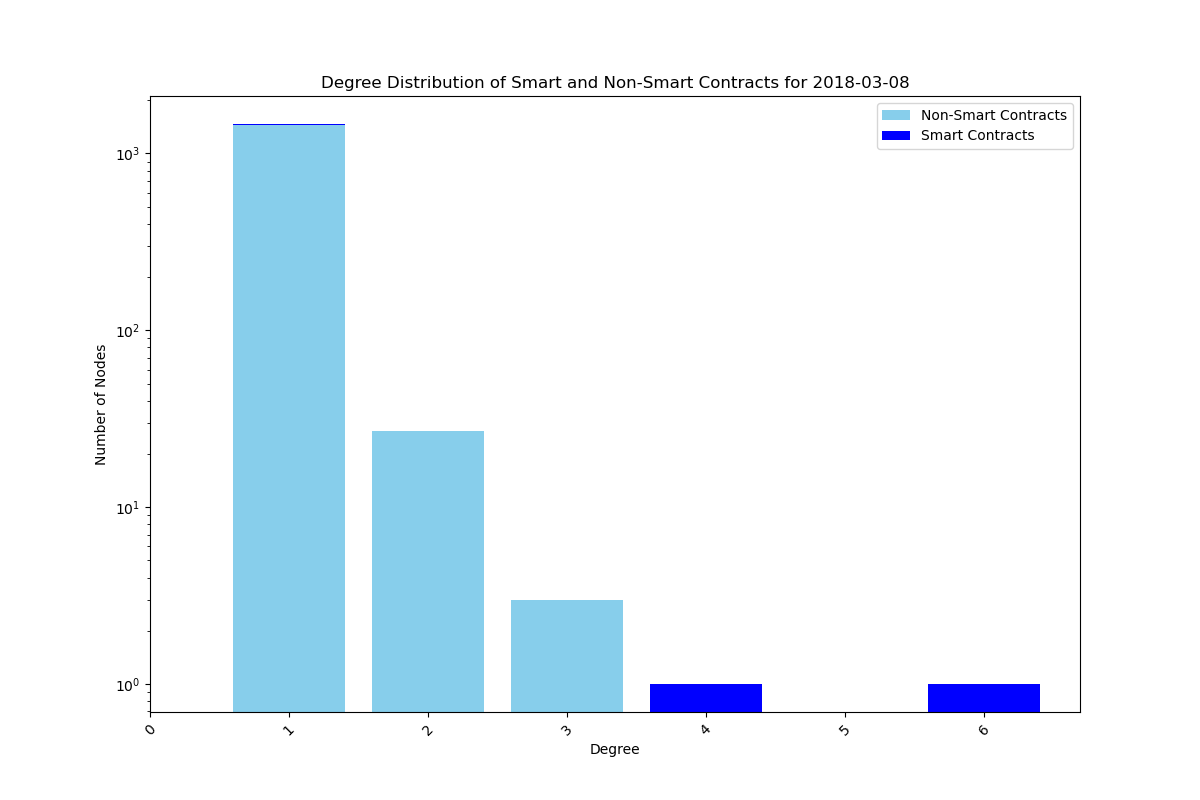 Degree Distribution of Smart and Non-Smart Contracts for 2018-03-08
Non-Smart Contracts
Smart Contracts
Number of Nodes
10³
10²
10¹
10⁰
0 1 2 3 4 5 6
Degree